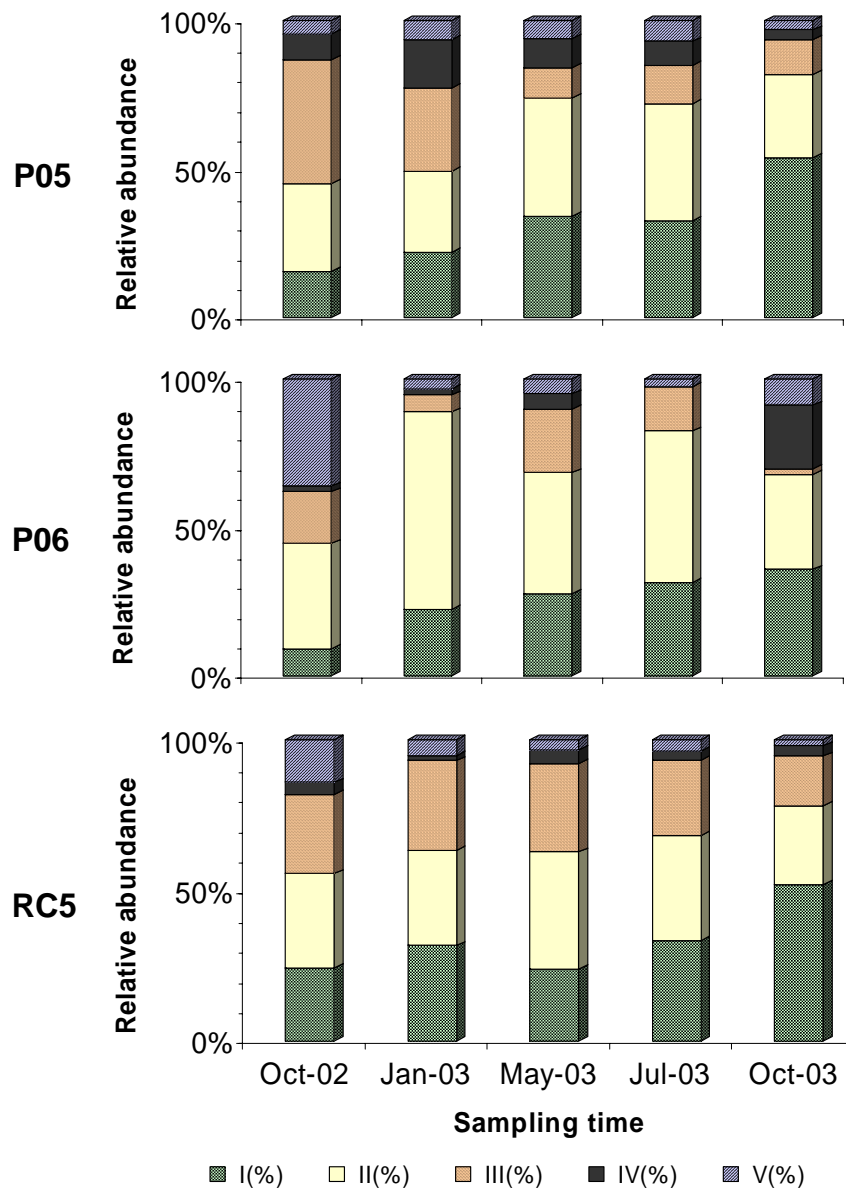 100%
P05
Relative abundance
50%
0%
100%
P06
Relative abundance
50%
0%
100%
RC5
Relative abundance
50%
0%
Oct-02 Jan-03 May-03 Jul-03 Oct-03
Sampling time
I(%) II(%) III(%) IV(%) V(%)